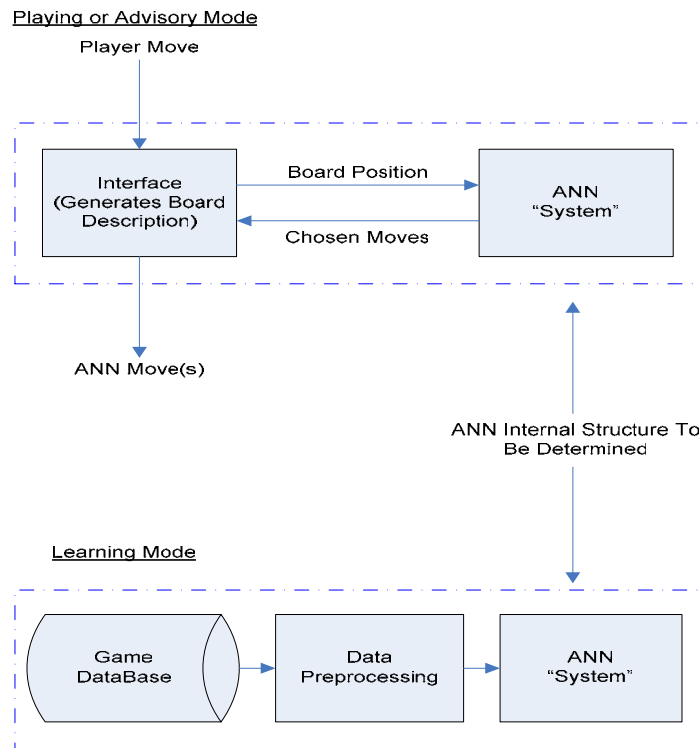 Playing or Advisory Mode
Player Move
Interface
(Generates Board
Description)
Board Position
Chosen Moves
ANN
“System”
ANN Move(s)
ANN Internal Structure To
Be Determined
Learning Mode
Game
DataBase
Data
Preprocessing
ANN
“System”